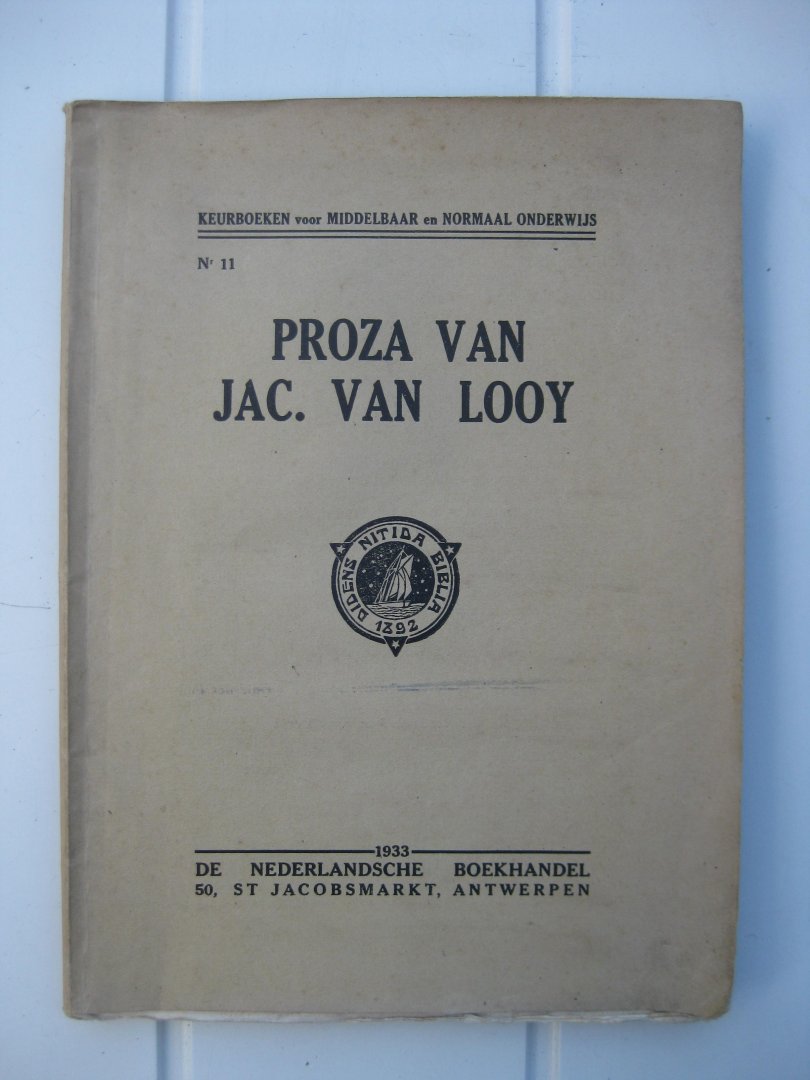 KEURBOEKEN voor MIDDELBAAR en NORMAAL ONDERWIJS
Nr 11
PROZA VAN
JAC. VAN LOOY
RIDENS NITIDA BIBLIA
1892
1933
DE NEDERLANDSCHE BOEKHANDEL
50, ST JACOBSMARKT, ANTWERPEN